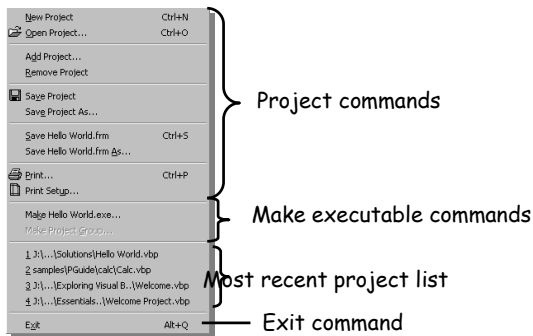 New Project Ctrl+N
Open Project... Ctrl+O
Add Project...
Remove Project
Save Project
Save Project As...
Save Hello World.frm Ctrl+S
Save Hello World.frm As...
Print... Ctrl+P
Print Setup...
Project commands
Make Hello World.exe...
Make Project Group...
Make executable commands
1 J:\...\Solutions\Hello World.vbp
2 samples\PGuide\calc\Calc.vbp
3 J:\...\Exploring Visual B..\Welcome.vbp
4 J:\...\Essentials..\Welcome Project.vbp
Most recent project list
Exit Alt+Q
Exit command